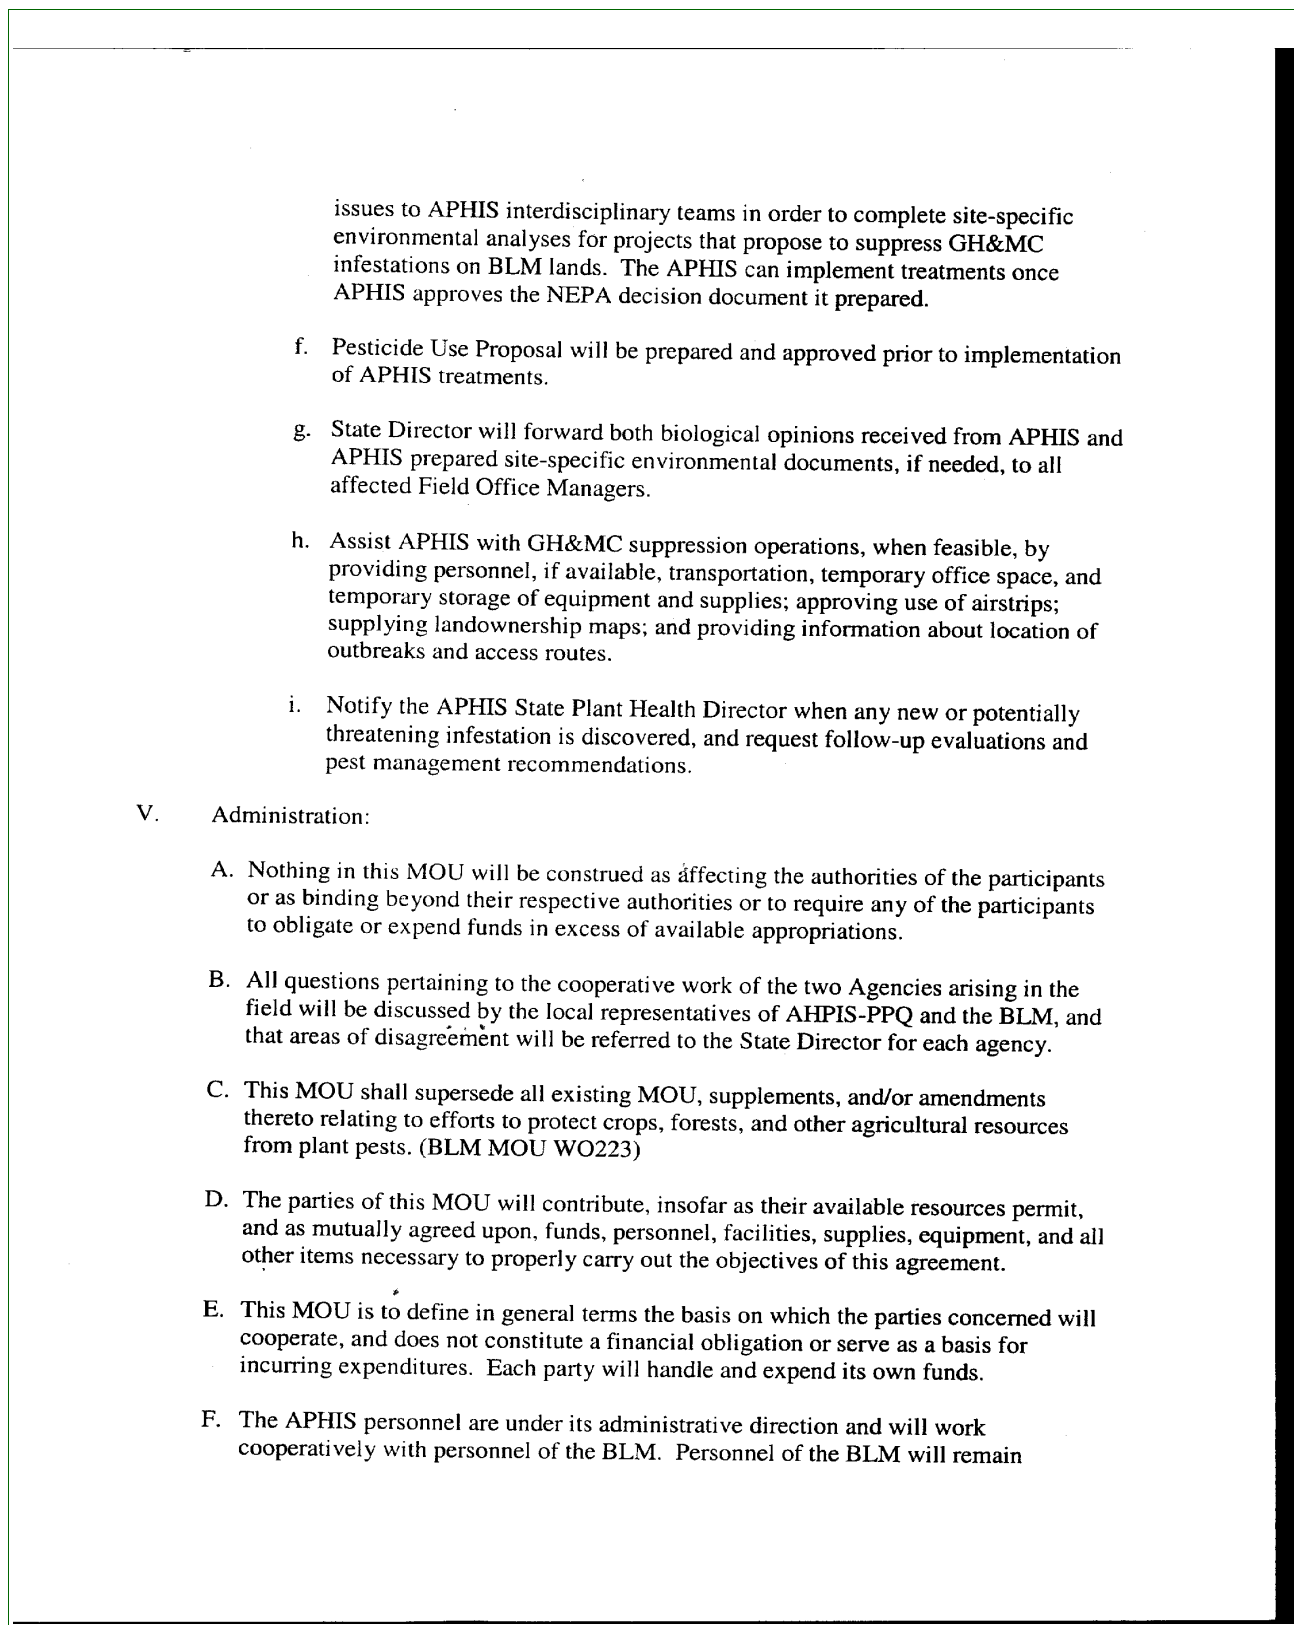 issues to APHIS interdisciplinary teams in order to complete site-specific
environmental analyses for projects that propose to suppress GH&MC
infestations on BLM lands. The APHIS can implement treatments once
APHIS approves the NEPA decision document it prepared.
f. Pesticide Use Proposal will be prepared and approved prior to implementation
of APHIS treatments.
g. State Director will forward both biological opinions received from APHIS and
APHIS prepared site-specific environmental documents, if needed, to all
affected Field Office Managers.
h. Assist APHIS with GH&MC suppression operations, when feasible, by
providing personnel, if available, transportation, temporary office space, and
temporary storage of equipment and supplies; approving use of airstrips;
supplying landownership maps; and providing information about location of
outbreaks and access routes.
i. Notify the APHIS State Plant Health Director when any new or potentially
threatening infestation is discovered, and request follow-up evaluations and
pest management recommendations.
V. Administration:
A. Nothing in this MOU will be construed as affecting the authorities of the participants
or as binding beyond their respective authorities or to require any of the participants
to obligate or expend funds in excess of available appropriations.
B. All questions pertaining to the cooperative work of the two Agencies arising in the
field will be discussed by the local representatives of AHPIS-PPQ and the BLM, and
that areas of disagreement will be referred to the State Director for each agency.
C. This MOU shall supersede all existing MOU, supplements, and/or amendments
thereto relating to efforts to protect crops, forests, and other agricultural resources
from plant pests. (BLM MOU WO223)
D. The parties of this MOU will contribute, insofar as their available resources permit,
and as mutually agreed upon, funds, personnel, facilities, supplies, equipment, and all
other items necessary to properly carry out the objectives of this agreement.
E. This MOU is to define in general terms the basis on which the parties concerned will
cooperate, and does not constitute a financial obligation or serve as a basis for
incurring expenditures. Each party will handle and expend its own funds.
F. The APHIS personnel are under its administrative direction and will work
cooperatively with personnel of the BLM. Personnel of the BLM will remain